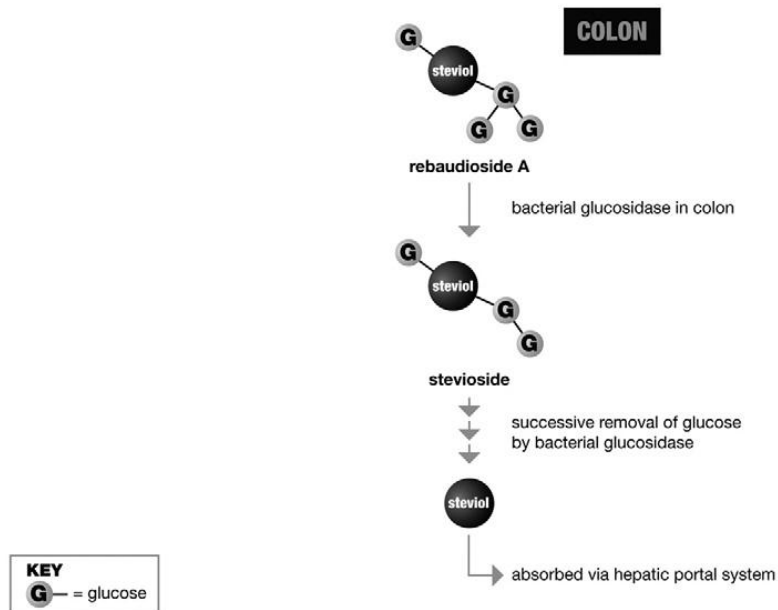 COLON
G
steviol
G
G
G
rebaudioside A
bacterial glucosidase in colon
G
steviol
G
G
stevioside
successive removal of glucose
by bacterial glucosidase
steviol
absorbed via hepatic portal system
KEY
G = glucose